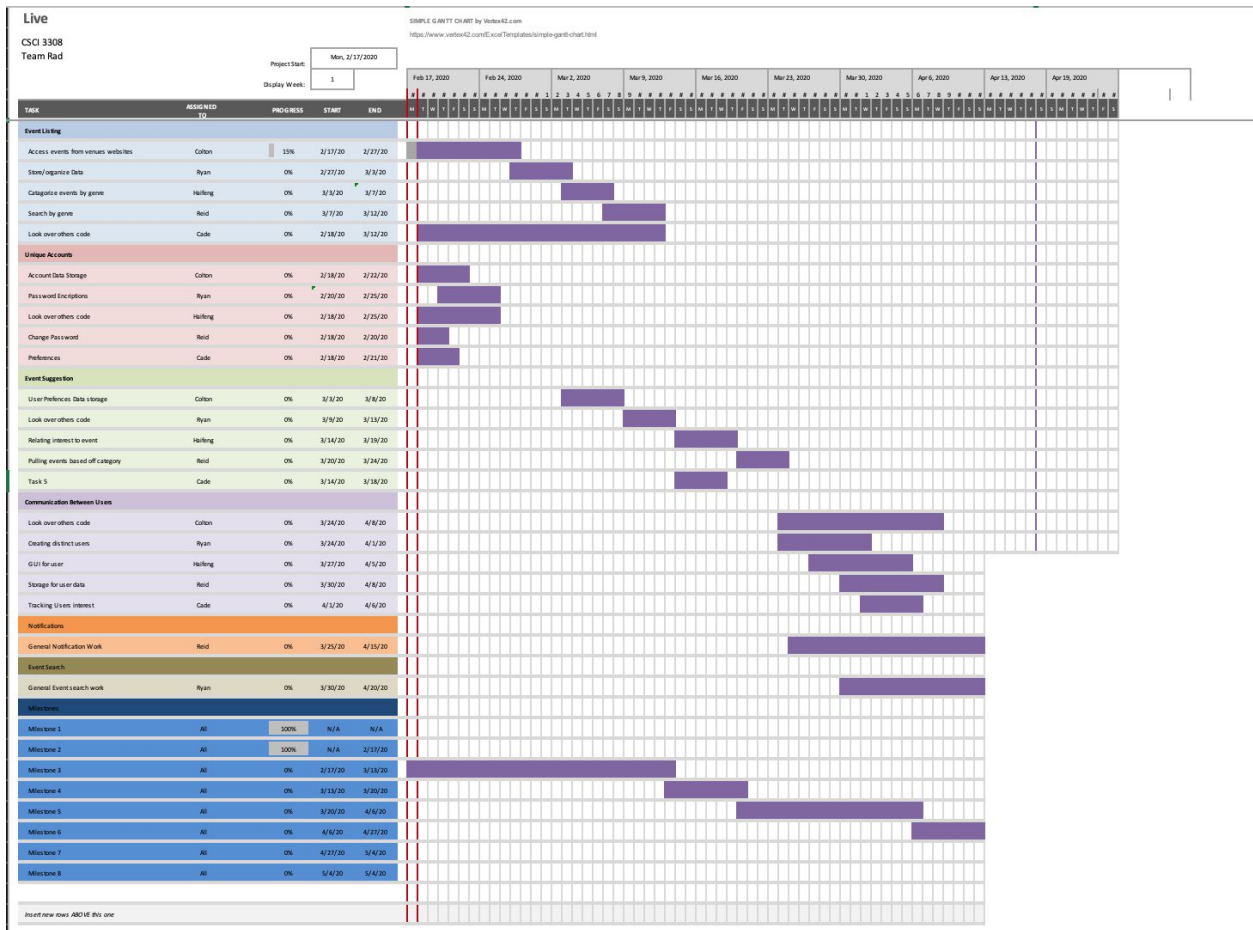 Live
SIMPLE GANTT CHART by Vertex42.com
https://www.vertex42.com/ExcelTemplates/simple-gantt-chart.html
CSCI 3308
Team Rad
Project Start: Mon, 2/17/2020
Display Week: 1
Feb 17, 2020 Feb 24, 2020 Mar 2, 2020 Mar 9, 2020 Mar 16, 2020 Mar 23, 2020 Mar 30, 2020 Apr 6, 2020 Apr 13, 2020 Apr 19, 2020
# # # # # # # # # # # # # 1 2 3 4 5 6 7 8 9 # # # # # # # # # # # # # # # # # # # # # # 1 2 3 4 5 6 7 8 9 # # # # # # # # # # # # # # # #
TASK ASSIGNED TO PROGRESS START END M T W T F S S M T W T F S S M T W T F S S M T W T F S S M T W T F S S M T W T F S S M T W T F S S M T W T F S S M T W T F S S M T W T F S
Event Listing
Access events from venues websites Colton 15% 2/17/20 2/27/20
Store/organize Data Ryan 0% 2/27/20 3/3/20
Catagorize events by genre Haifeng 0% 3/3/20 3/7/20
Search by genre Reid 0% 3/7/20 3/12/20
Look over others code Cade 0% 2/18/20 3/12/20
Unique Accounts
Account Data Storage Colton 0% 2/18/20 2/22/20
Password Encriptions Ryan 0% 2/20/20 2/25/20
Look over others code Haifeng 0% 2/18/20 2/25/20
Change Password Reid 0% 2/18/20 2/20/20
Preferences Cade 0% 2/18/20 2/21/20
Event Suggestion
User Prefences Data storage Colton 0% 3/3/20 3/8/20
Look over others code Ryan 0% 3/9/20 3/13/20
Relating interest to event Haifeng 0% 3/14/20 3/19/20
Pulling events based off category Reid 0% 3/20/20 3/24/20
Task 5 Cade 0% 3/14/20 3/18/20
Communication Between Users
Look over others code Colton 0% 3/24/20 4/8/20
Creating distinct users Ryan 0% 3/24/20 4/1/20
GUI for user Haifeng 0% 3/27/20 4/5/20
Storage for user data Reid 0% 3/30/20 4/8/20
Tracking Users interest Cade 0% 4/1/20 4/6/20
Notifications
General Notification Work Reid 0% 3/25/20 4/15/20
Event Search
General Event search work Ryan 0% 3/30/20 4/20/20
Milestones
Milestone 1 All 100% N/A N/A
Milestone 2 All 100% N/A 2/17/20
Milestone 3 All 0% 2/17/20 3/13/20
Milestone 4 All 0% 3/13/20 3/20/20
Milestone 5 All 0% 3/20/20 4/6/20
Milestone 6 All 0% 4/6/20 4/27/20
Milestone 7 All 0% 4/27/20 5/4/20
Milestone 8 All 0% 5/4/20 5/4/20
Insert new rows ABOVE this one